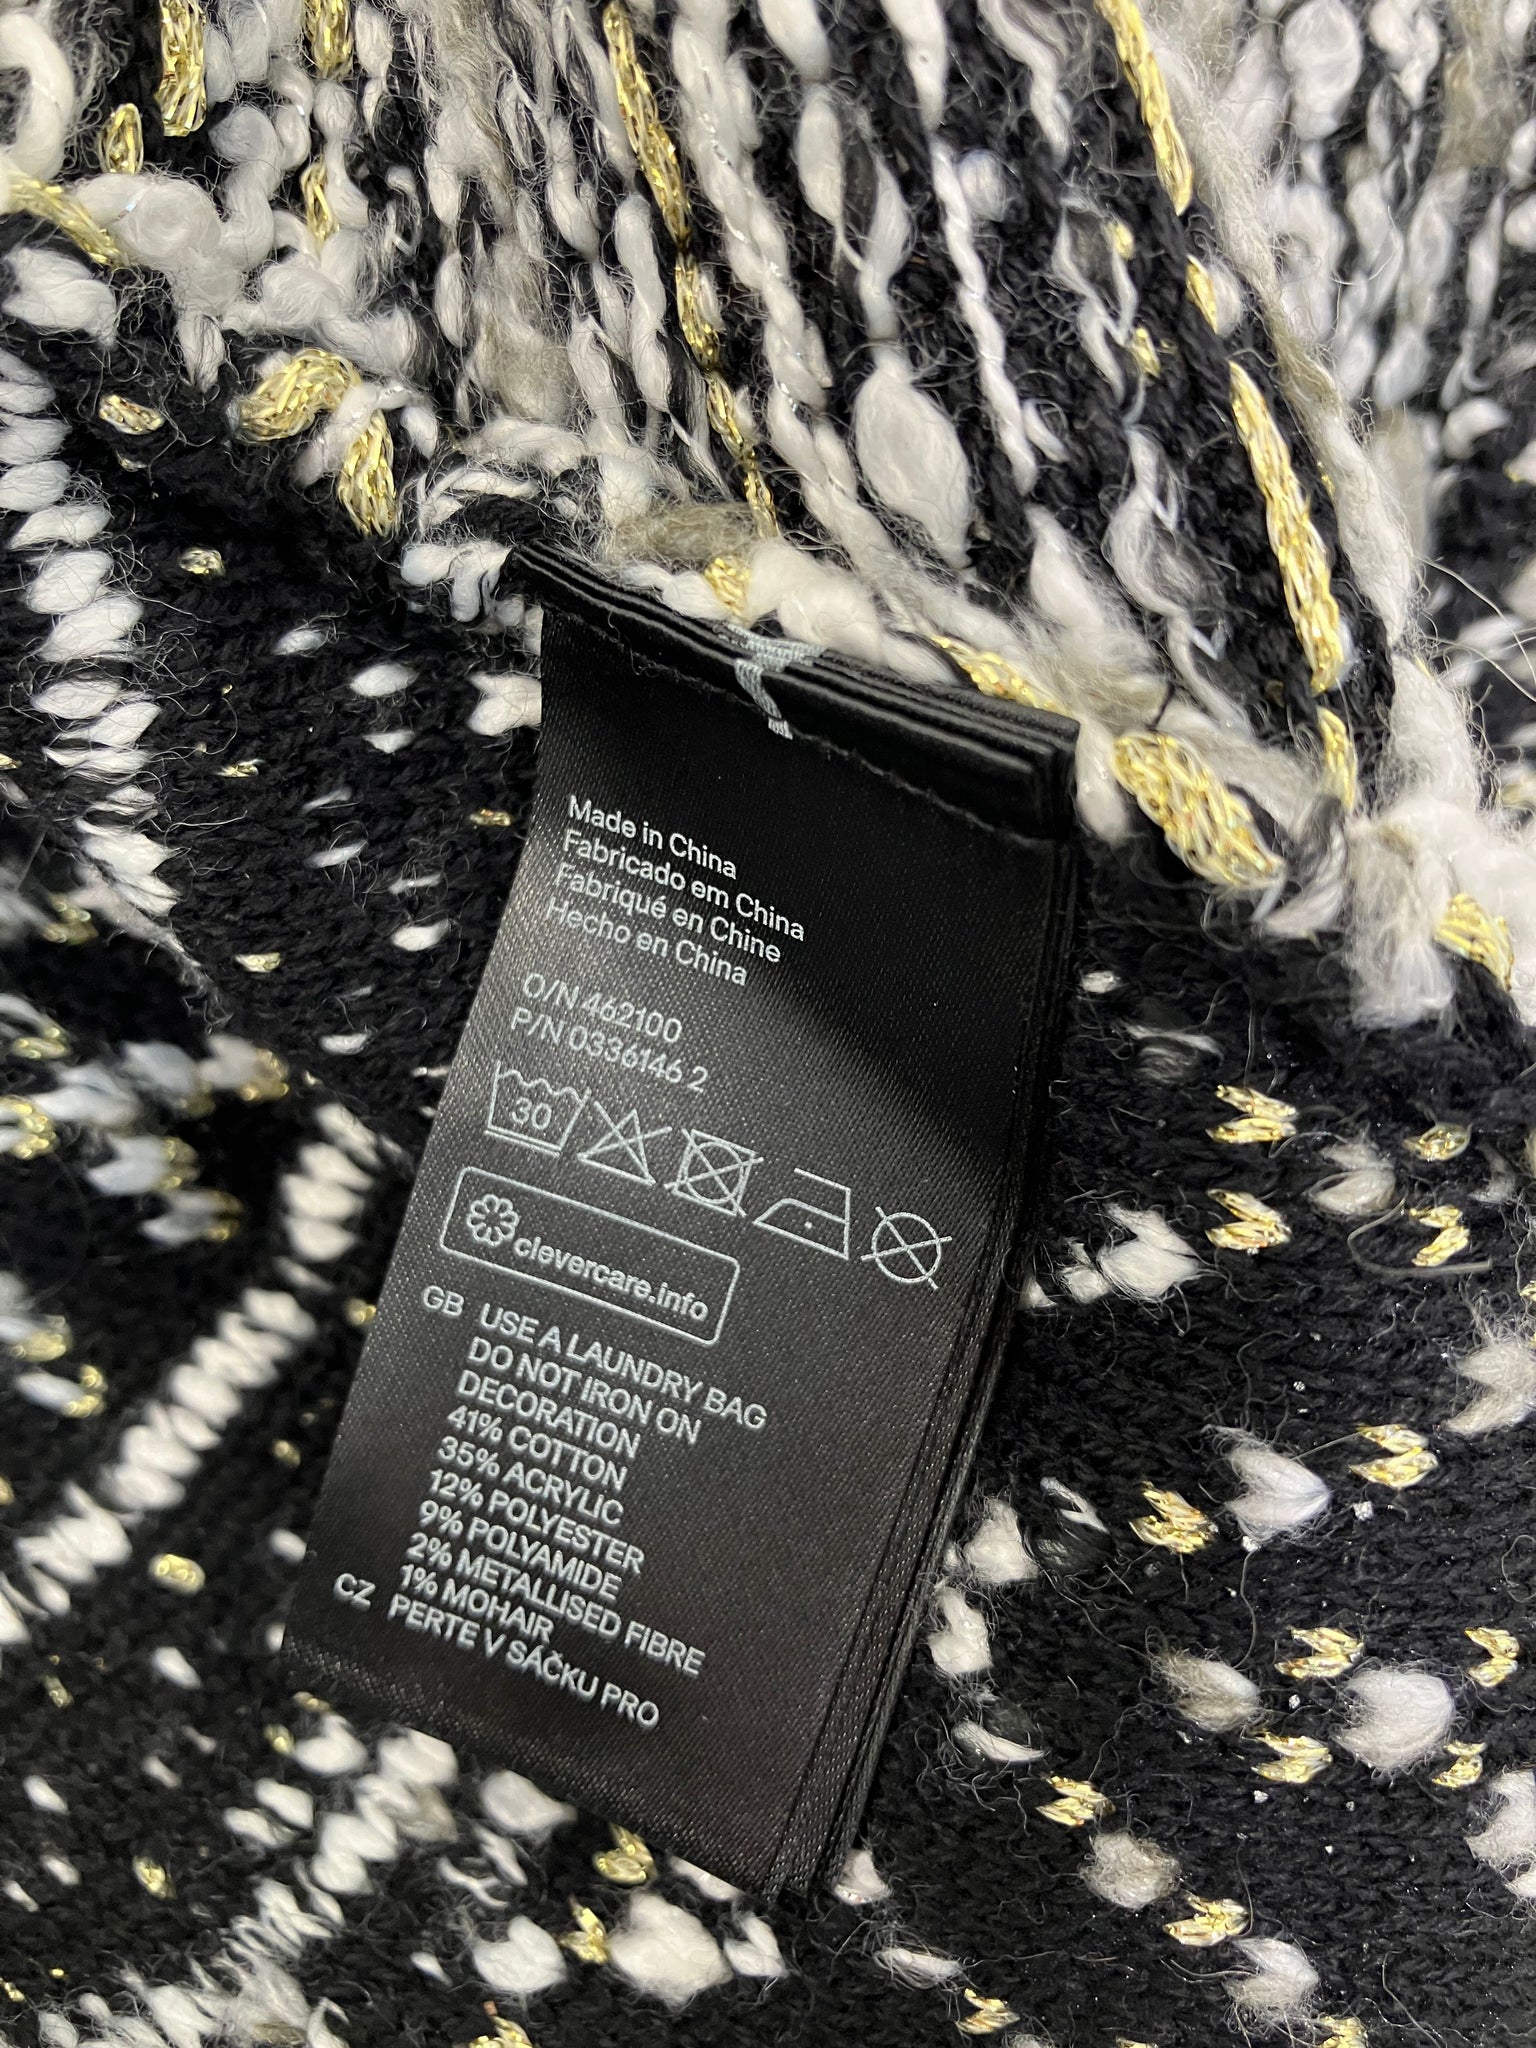 Made in China
Fabricado em China
Fabriqué en Chine
Hecho en China
O/N 462100
P/N 0336146 2
30
clevercare.info
GB USE A LAUNDRY BAG
DO NOT IRON ON
DECORATION
41% COTTON
35% ACRYLIC
12% POLYESTER
9% POLYAMIDE
2% METALLISED FIBRE
1% MOHAIR
CZ PERTE V SÁČKU PRO